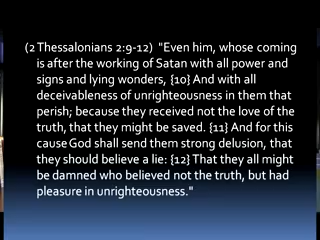 (2 Thessalonians 2:9-12)  "Even him, whose coming
is after the working of Satan with all power and
signs and lying wonders, {10} And with all
deceivableness of unrighteousness in them that
perish; because they received not the love of the
truth, that they might be saved. {11} And for this
cause God shall send them strong delusion, that
they should believe a lie: {12} That they all might
be damned who believed not the truth, but had
pleasure in unrighteousness."